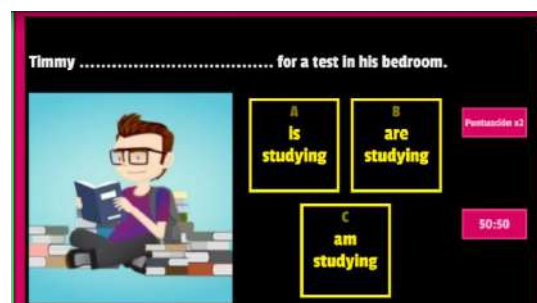 Timmy .................................... for a test in his bedroom.
A
is
studying
B
are
studying
Puntuación x2
C
am
studying
50:50